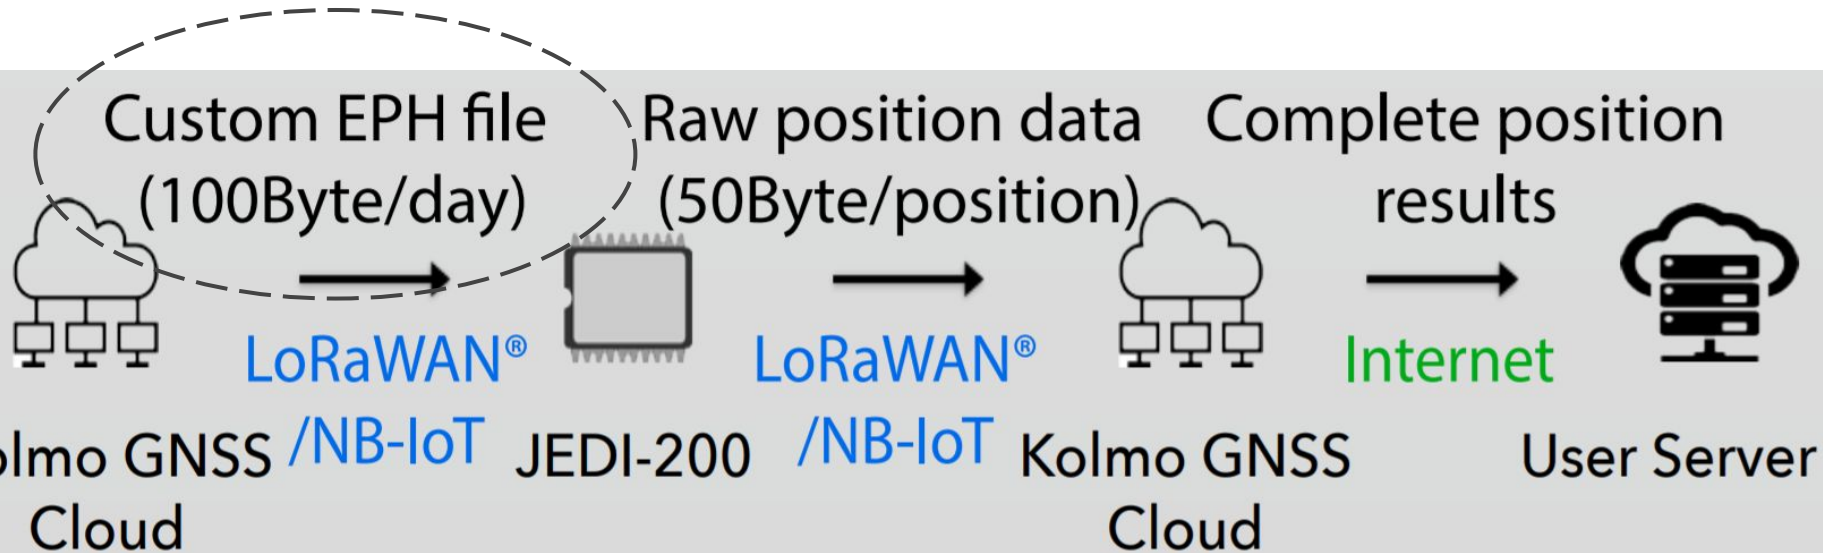 Custom EPH file
(100Byte/day)
Raw position data
(50Byte/position)
Complete position
results
LoRaWAN®
/NB-IoT
LoRaWAN®
/NB-IoT
Internet
olmo GNSS
Cloud
JEDI-200
Kolmo GNSS
Cloud
User Server